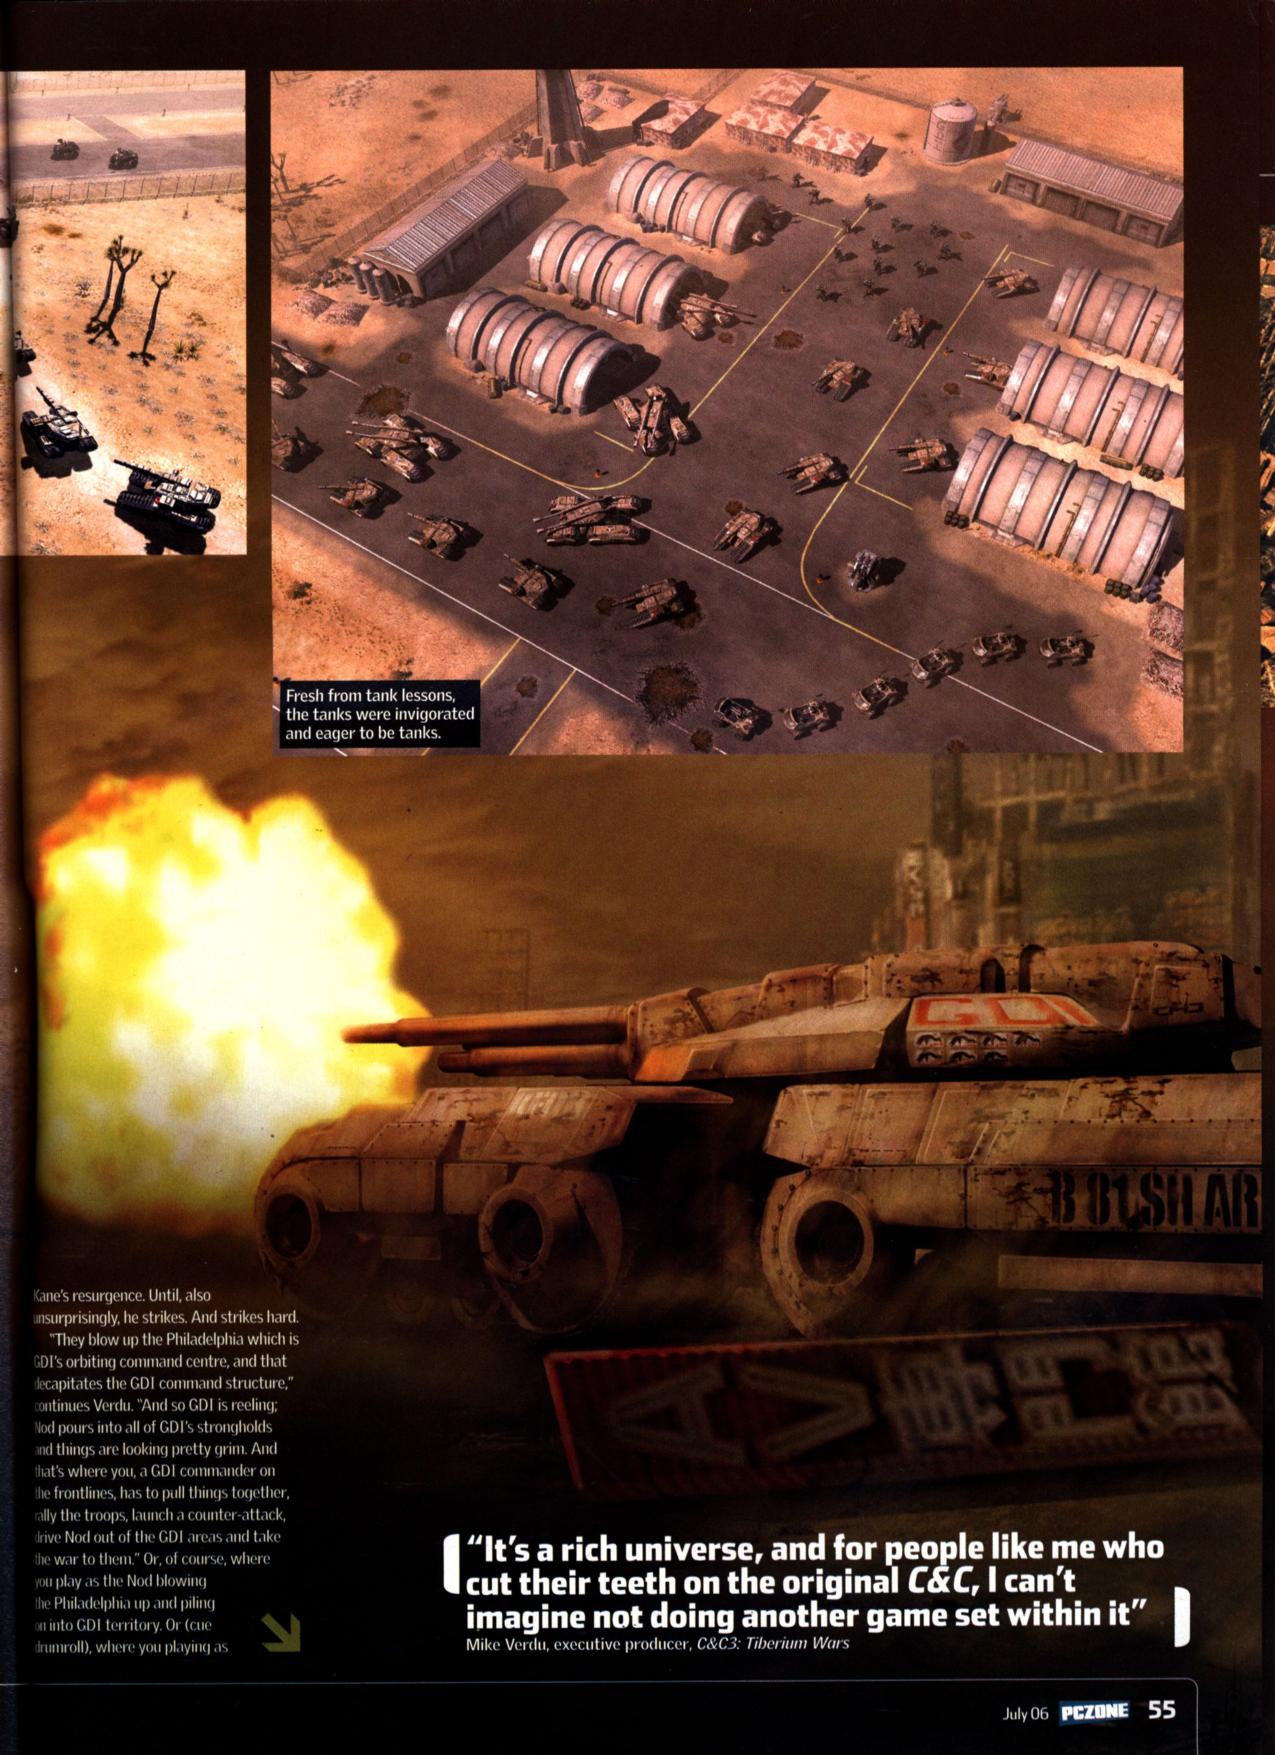 Fresh from tank lessons,
the tanks were invigorated
and eager to be tanks.
GDI
B 81.SH AR
Kane's resurgence. Until, also
unsurprisingly, he strikes. And strikes hard.
"They blow up the Philadelphia which is
GDI's orbiting command centre, and that
decapitates the GDI command structure,"
continues Verdu. "And so GDI is reeling;
Nod pours into all of GDI's strongholds
and things are looking pretty grim. And
that's where you, a GDI commander on
the frontlines, has to pull things together,
rally the troops, launch a counter-attack,
drive Nod out of the GDI areas and take
the war to them." Or, of course, where
you play as the Nod blowing
the Philadelphia up and piling
on into GDI territory. Or (cue
drumroll), where you playing as
"It's a rich universe, and for people like me who
cut their teeth on the original C&C, I can't
imagine not doing another game set within it"
Mike Verdu, executive producer, C&C3: Tiberium Wars
July 06 PCZONE 55